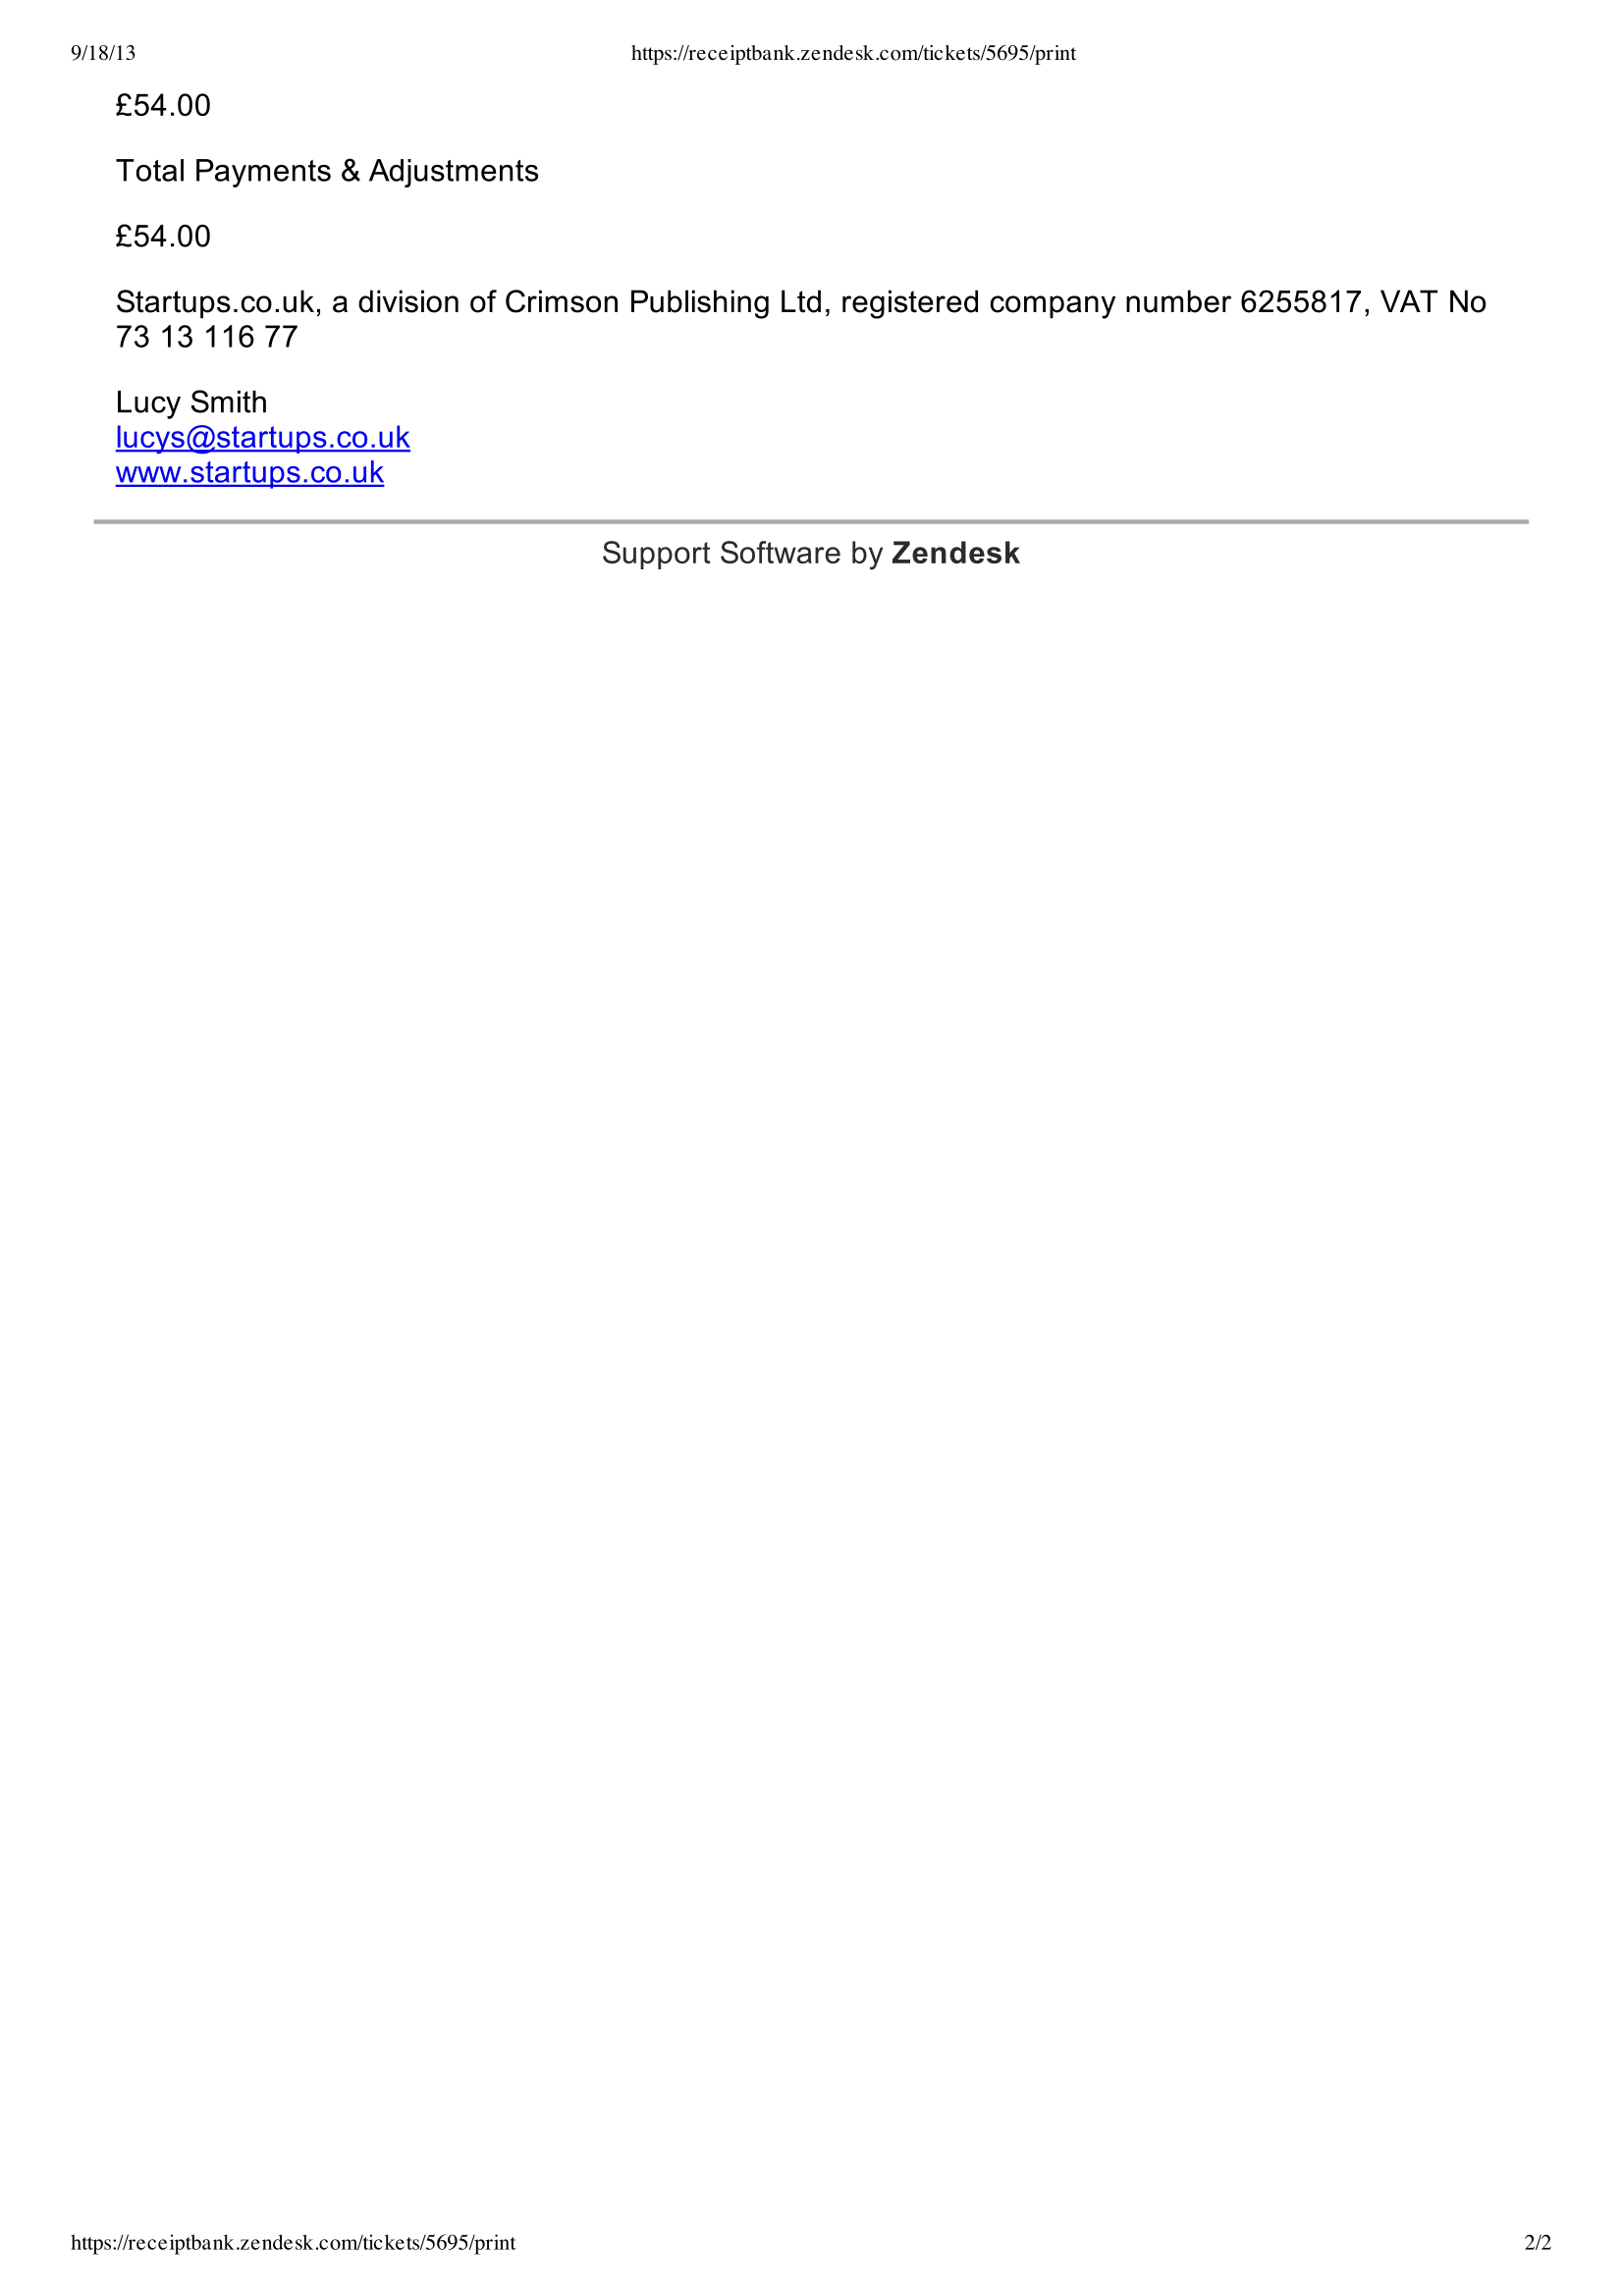 9/18/13 https://receiptbank.zendesk.com/tickets/5695/print
£54.00
Total Payments & Adjustments
£54.00
Startups.co.uk, a division of Crimson Publishing Ltd, registered company number 6255817, VAT No
73 13 116 77
Lucy Smith
lucys@startups.co.uk
www.startups.co.uk
Support Software by Zendesk
https://receiptbank.zendesk.com/tickets/5695/print 2/2